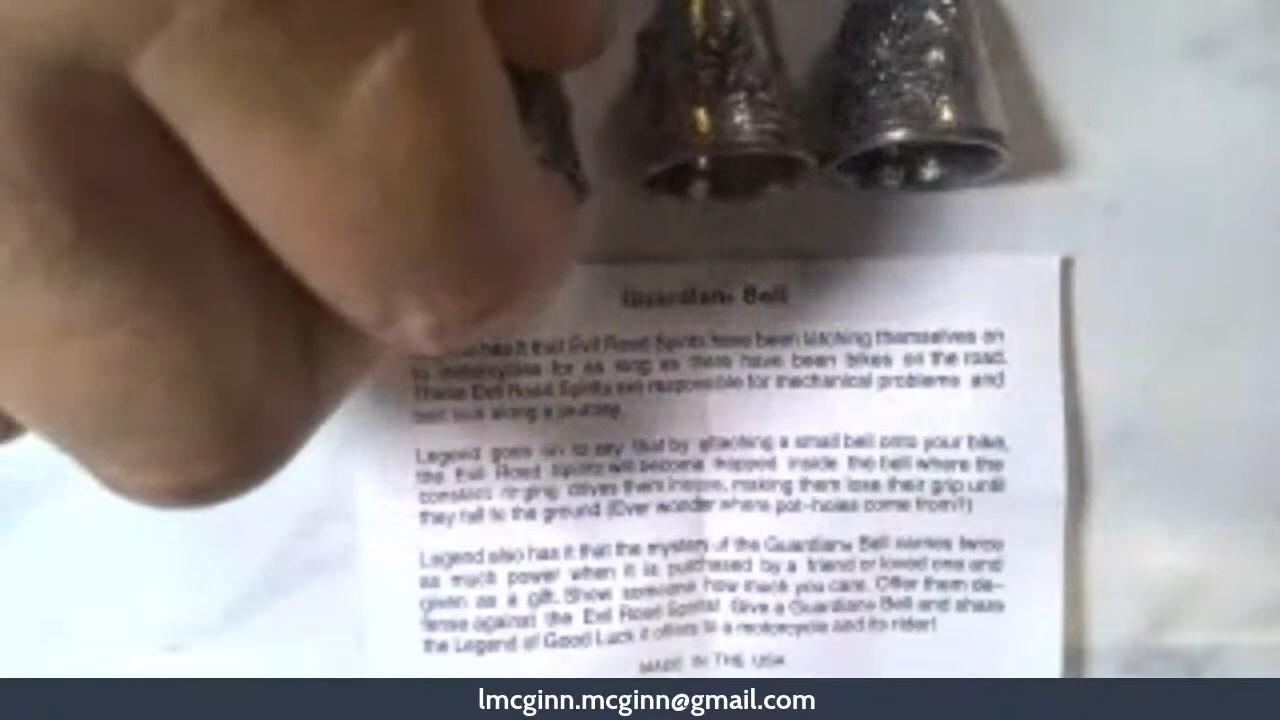 Guardian® Bell
has it that Evil Road Spirits have been latching themselves on
to motorcycles for as long as there have been bikes on the road.
These Evil Road Spirits are responsible for mechanical problems and
bad luck along a journey.
Legend goes on to say that by attaching a small bell onto your bike,
the Evil Road Spirits will become trapped inside the bell where the
constant ringing drives them insane, making them lose their grip until
they fall to the ground (Ever wonder where pot-holes come from?)
Legend also has it that the mystery of the Guardian® Bell carries twice
as much power when it is purchased by a friend or loved one and
given as a gift. Show someone how much you care. Offer them de-
fense against the Evil Road Spirits! Give a Guardian® Bell and share
the Legend of Good Luck it offers to a motorcycle and its rider!
MADE IN THE USA
lmcginn.mcginn@gmail.com